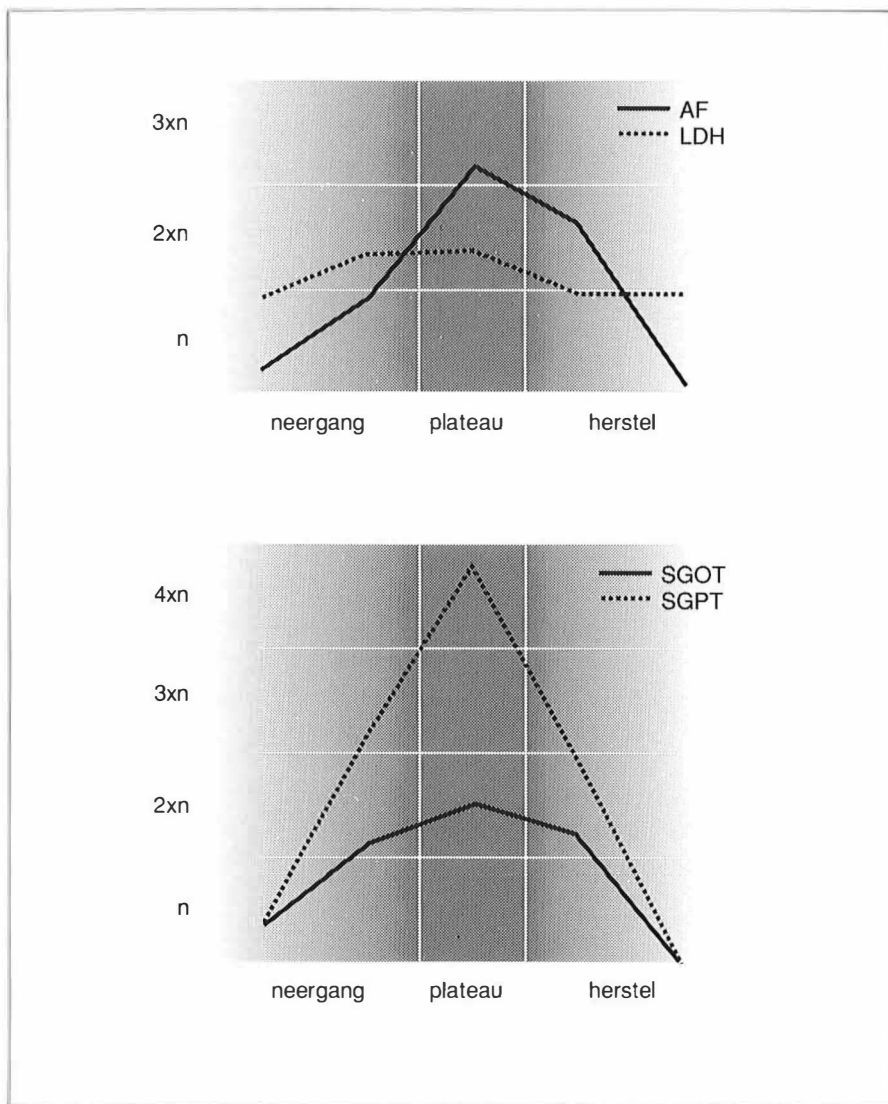 3xn
AF
LDH
2xn
n
neergang plateau herstel
4xn
SGOT
SGPT
3xn
2xn
n
neergang plateau herstel